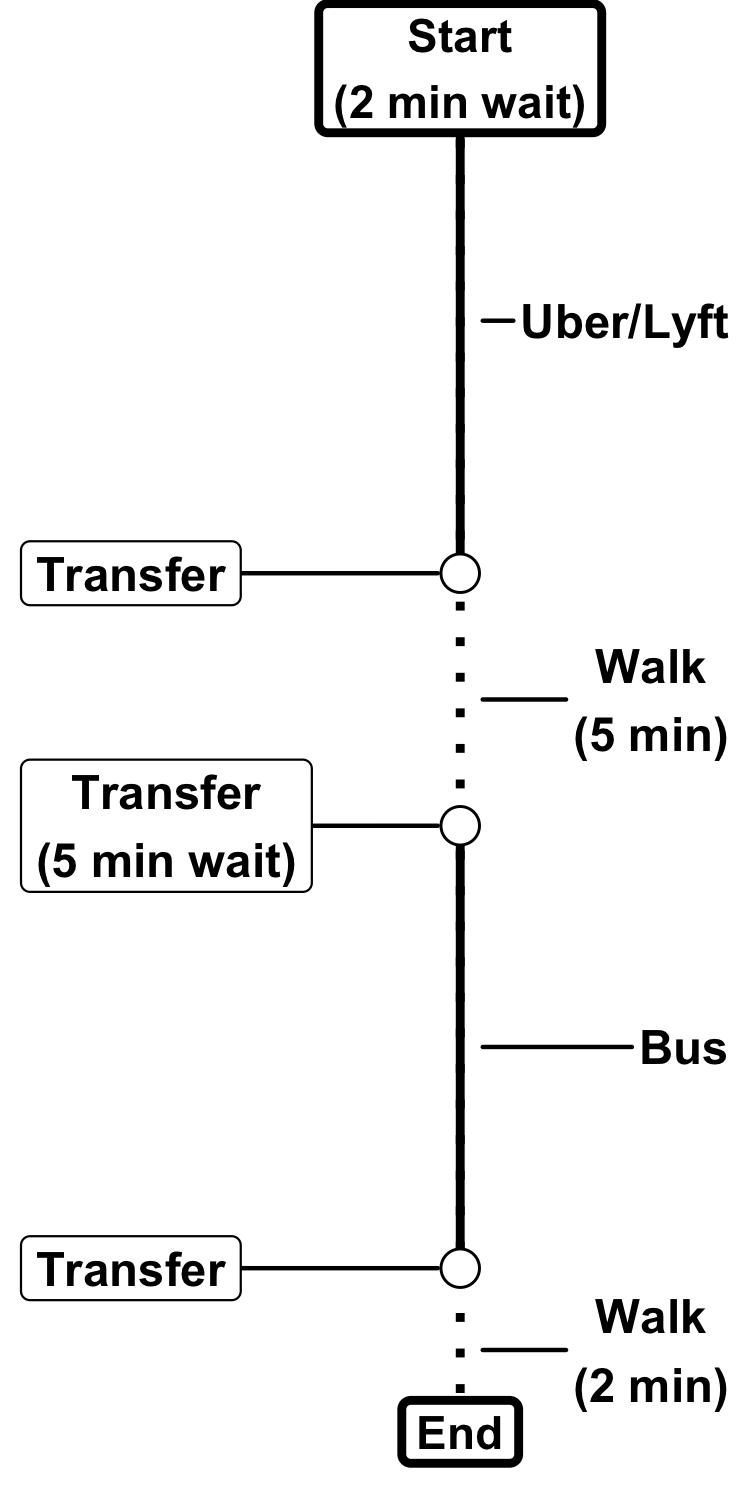 Start
(2 min wait)
Uber/Lyft
Transfer
Walk
(5 min)
Transfer
(5 min wait)
Bus
Transfer
Walk
(2 min)
End